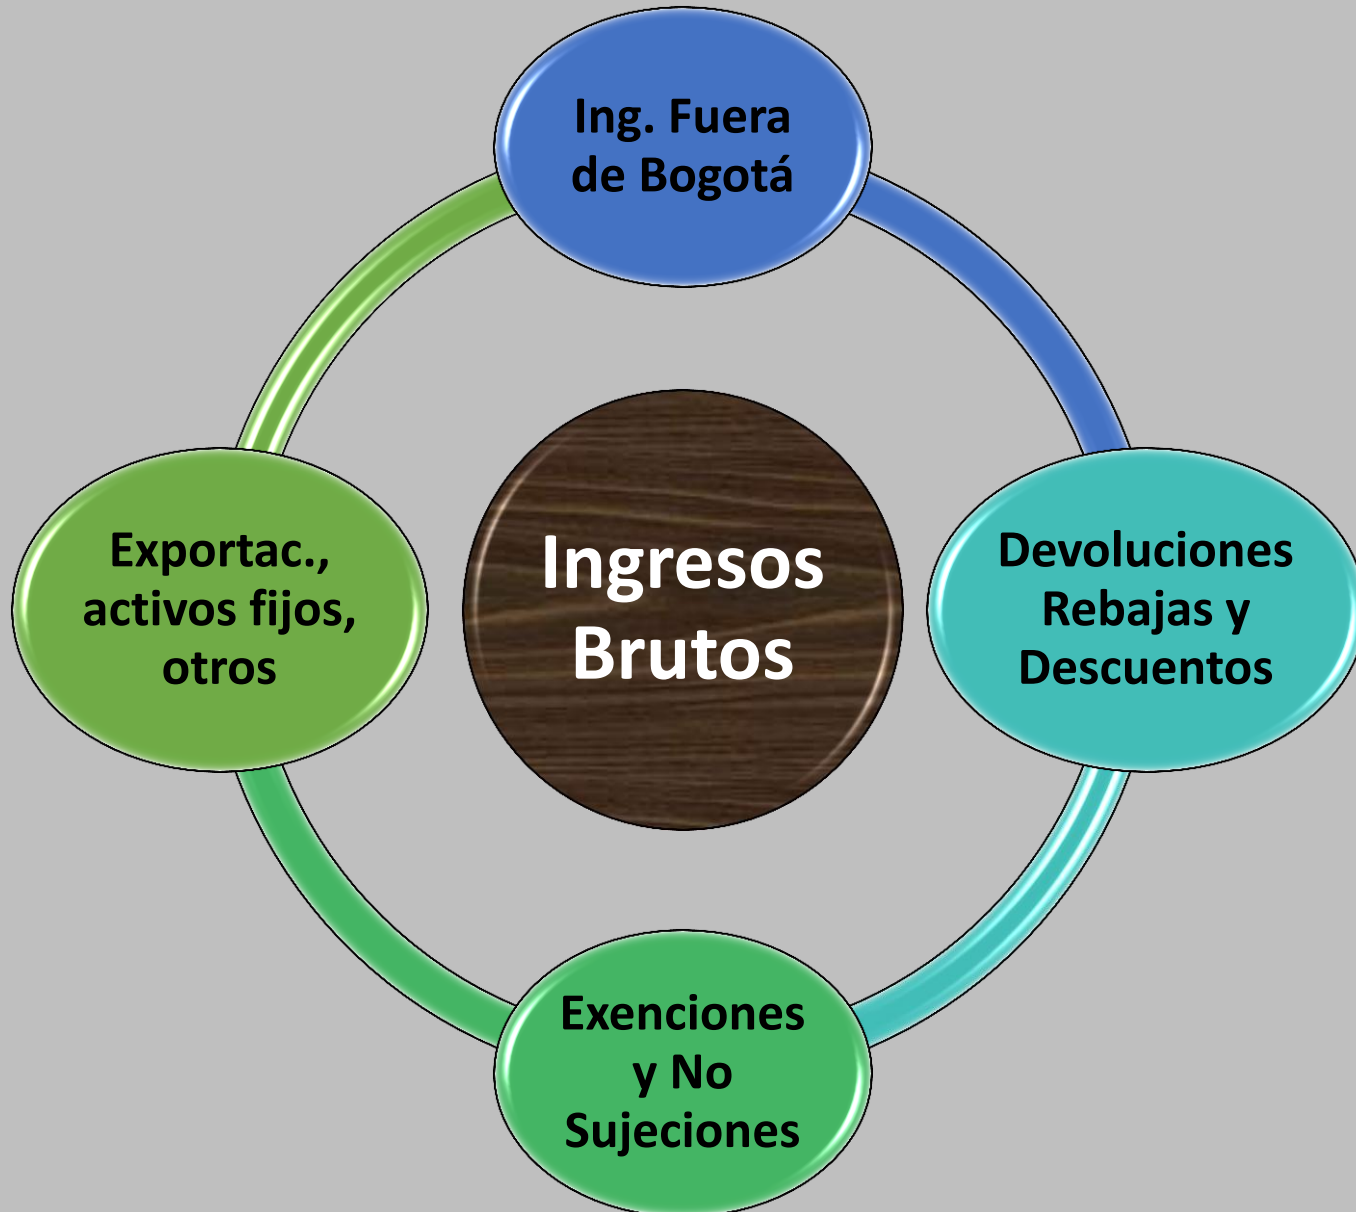 Ing. Fuera
de Bogotá
Exportac.,
activos fijos,
otros
Ingresos
Brutos
Devoluciones
Rebajas y
Descuentos
Exenciones
y No
Sujeciones